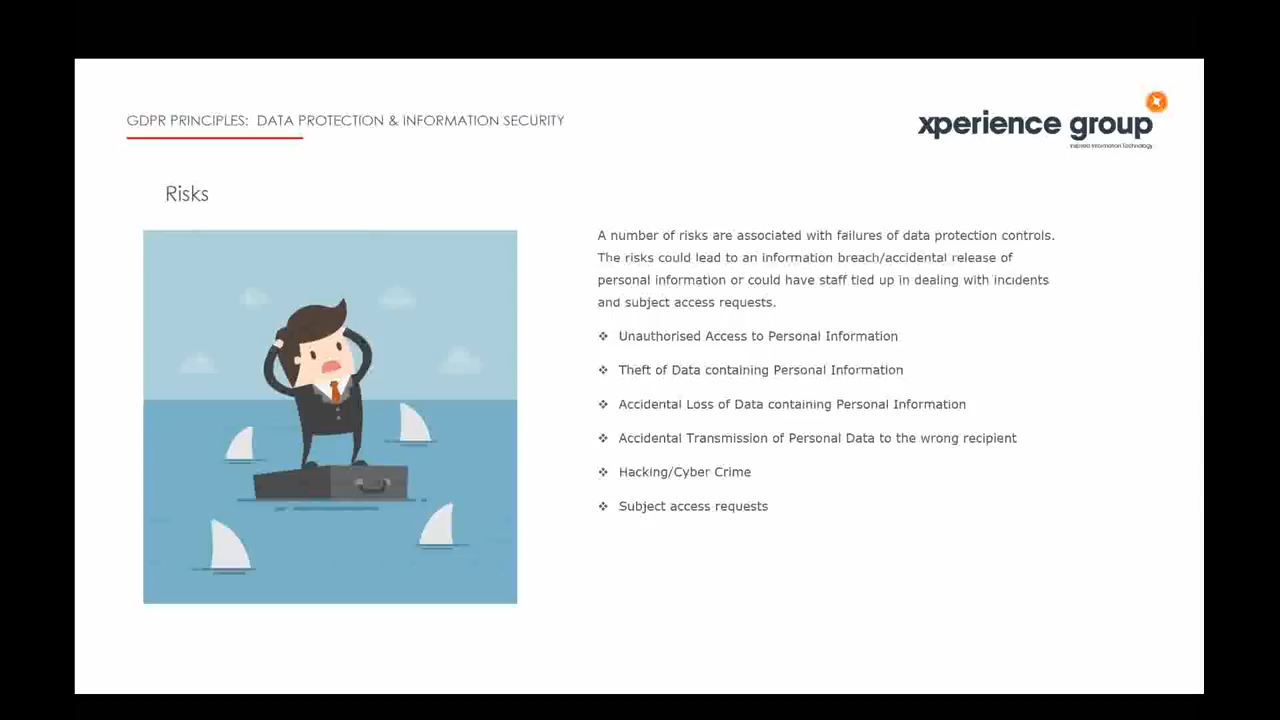 GDPR PRINCIPLES: DATA PROTECTION & INFORMATION SECURITY
xperience group
Inspired Information Technology
Risks
A number of risks are associated with failures of data protection controls.
The risks could lead to an information breach/accidental release of
personal information or could have staff tied up in dealing with incidents
and subject access requests.
❖ Unauthorised Access to Personal Information
❖ Theft of Data containing Personal Information
❖ Accidental Loss of Data containing Personal Information
❖ Accidental Transmission of Personal Data to the wrong recipient
❖ Hacking/Cyber Crime
❖ Subject access requests